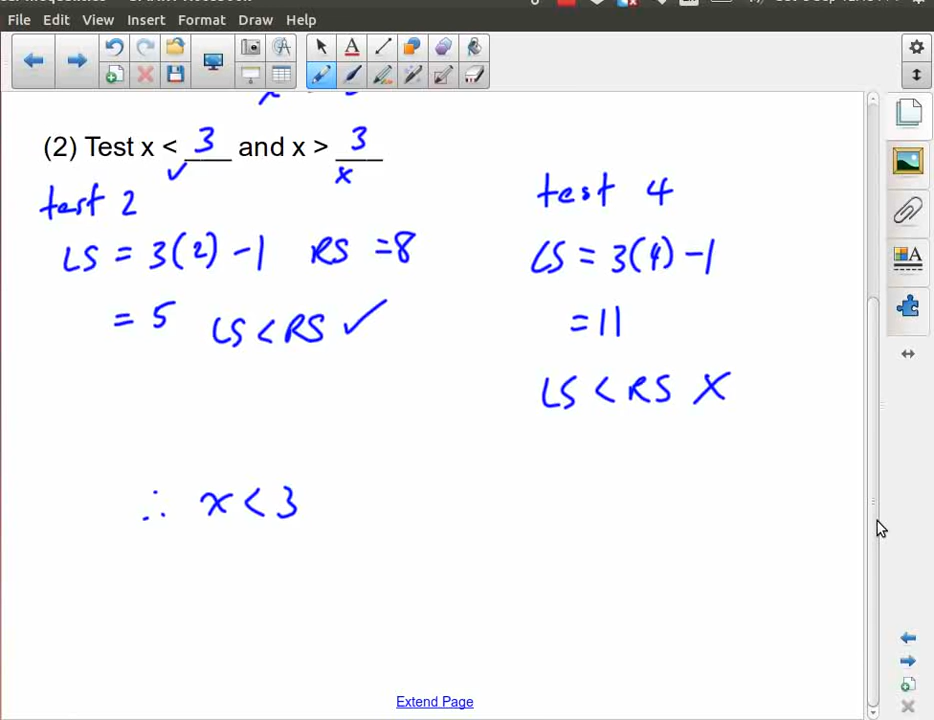 File Edit View Insert Format Draw Help
(2) Test x < 3 and x > 3
✓ x
test 2
LS = 3(2) -1 RS =8
= 5 LS < RS ✓
test 4
LS = 3(4) -1
= 11
LS < RS X
∴ x < 3
Extend Page